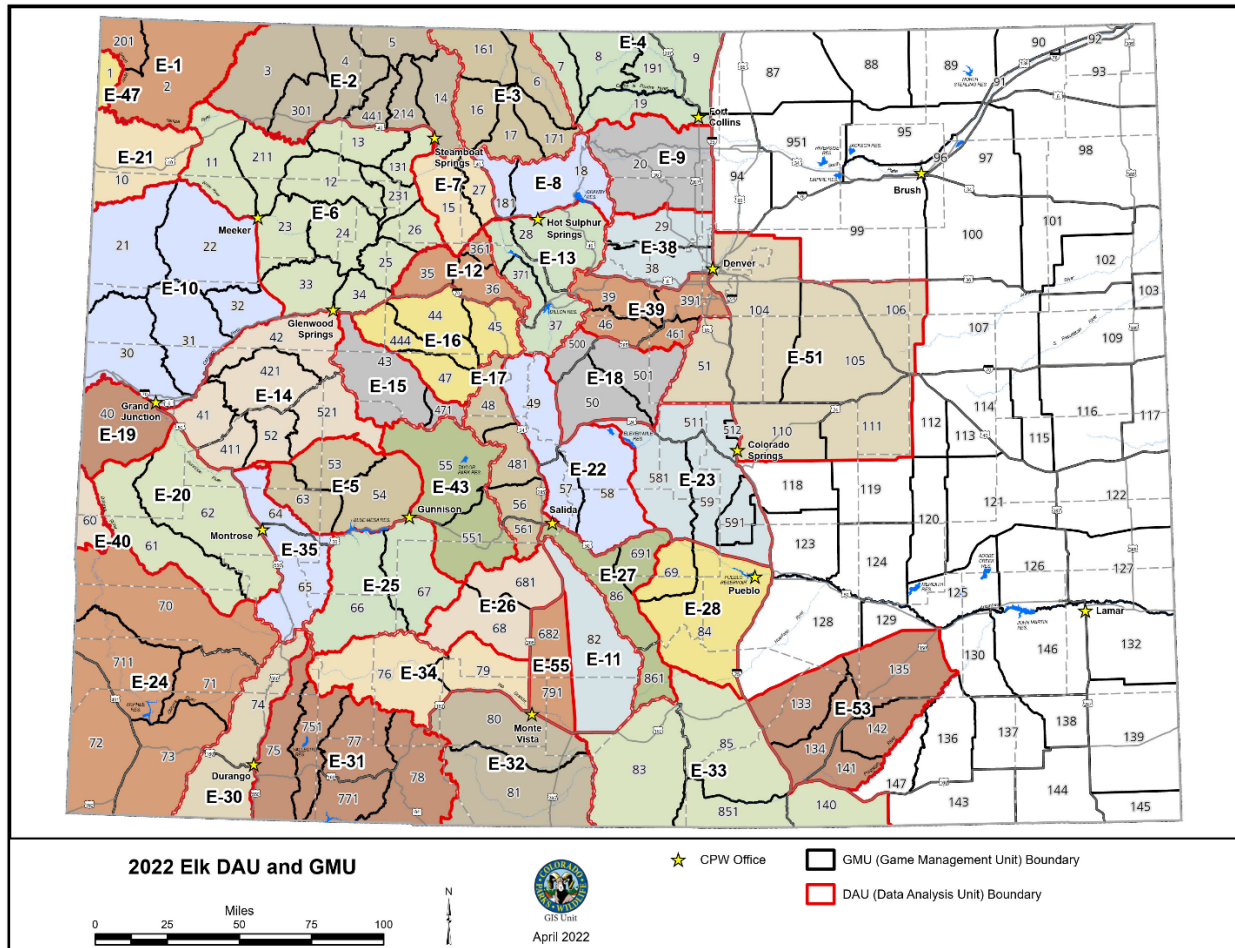 201
E-1
1
2
E-47
3
4
5
E-2
301
441
214
14
161
6
E-3
16
17
171
7
8
E-4
191
9
19
Fort
Collins
87
88
89
90
91
92
93
951
95
96
97
98
94
Brush
99
100
101
102
103
E-21
10
11
211
13
12
131
231
E-6
23
24
26
25
33
34
Meeker
Steamboat
Springs
E-7
15
27
E-8
18
181
Hot Sulphur
Springs
28
E-13
371
37
E-9
20
29
E-38
38
Denver
21
22
E-10
32
31
30
Glenwood
Springs
361
35
E-12
36
44
E-16
45
444
47
39
391
E-39
46
461
104
106
105
E-51
51
110
111
107
109
42
421
E-14
41
521
52
411
43
E-15
471
E-17
48
49
481
56
561
500
E-18
501
50
511
512
Colorado
Springs
112
113
114
115
116
117
Grand
Junction
40
E-19
E-20
62
61
60
E-40
53
E-5
63
54
55
E-43
551
Gunnison
E-22
57
58
Salida
581
E-23
59
591
118
119
120
121
122
123
124
125
126
127
64
E-35
65
Montrose
E-25
66
67
681
E-26
68
682
E-55
791
691
E-27
86
861
69
E-28
84
Pueblo
PUEBLO
RESERVOIR
128
129
130
146
Lamar
132
JOHN MARTIN
RES.
70
711
E-24
71
72
73
74
E-30
Durango
75
751
77
E-31
771
78
76
E-34
79
80
Monte
Vista
E-32
81
82
E-11
83
E-33
85
851
140
135
133
E-53
142
134
141
147
136
137
138
139
143
144
145
2022 Elk DAU and GMU
Miles
0 25 50 75 100
N
COLORADO
PARKS &
WILDLIFE
GIS Unit
April 2022
CPW Office
GMU (Game Management Unit) Boundary
DAU (Data Analysis Unit) Boundary